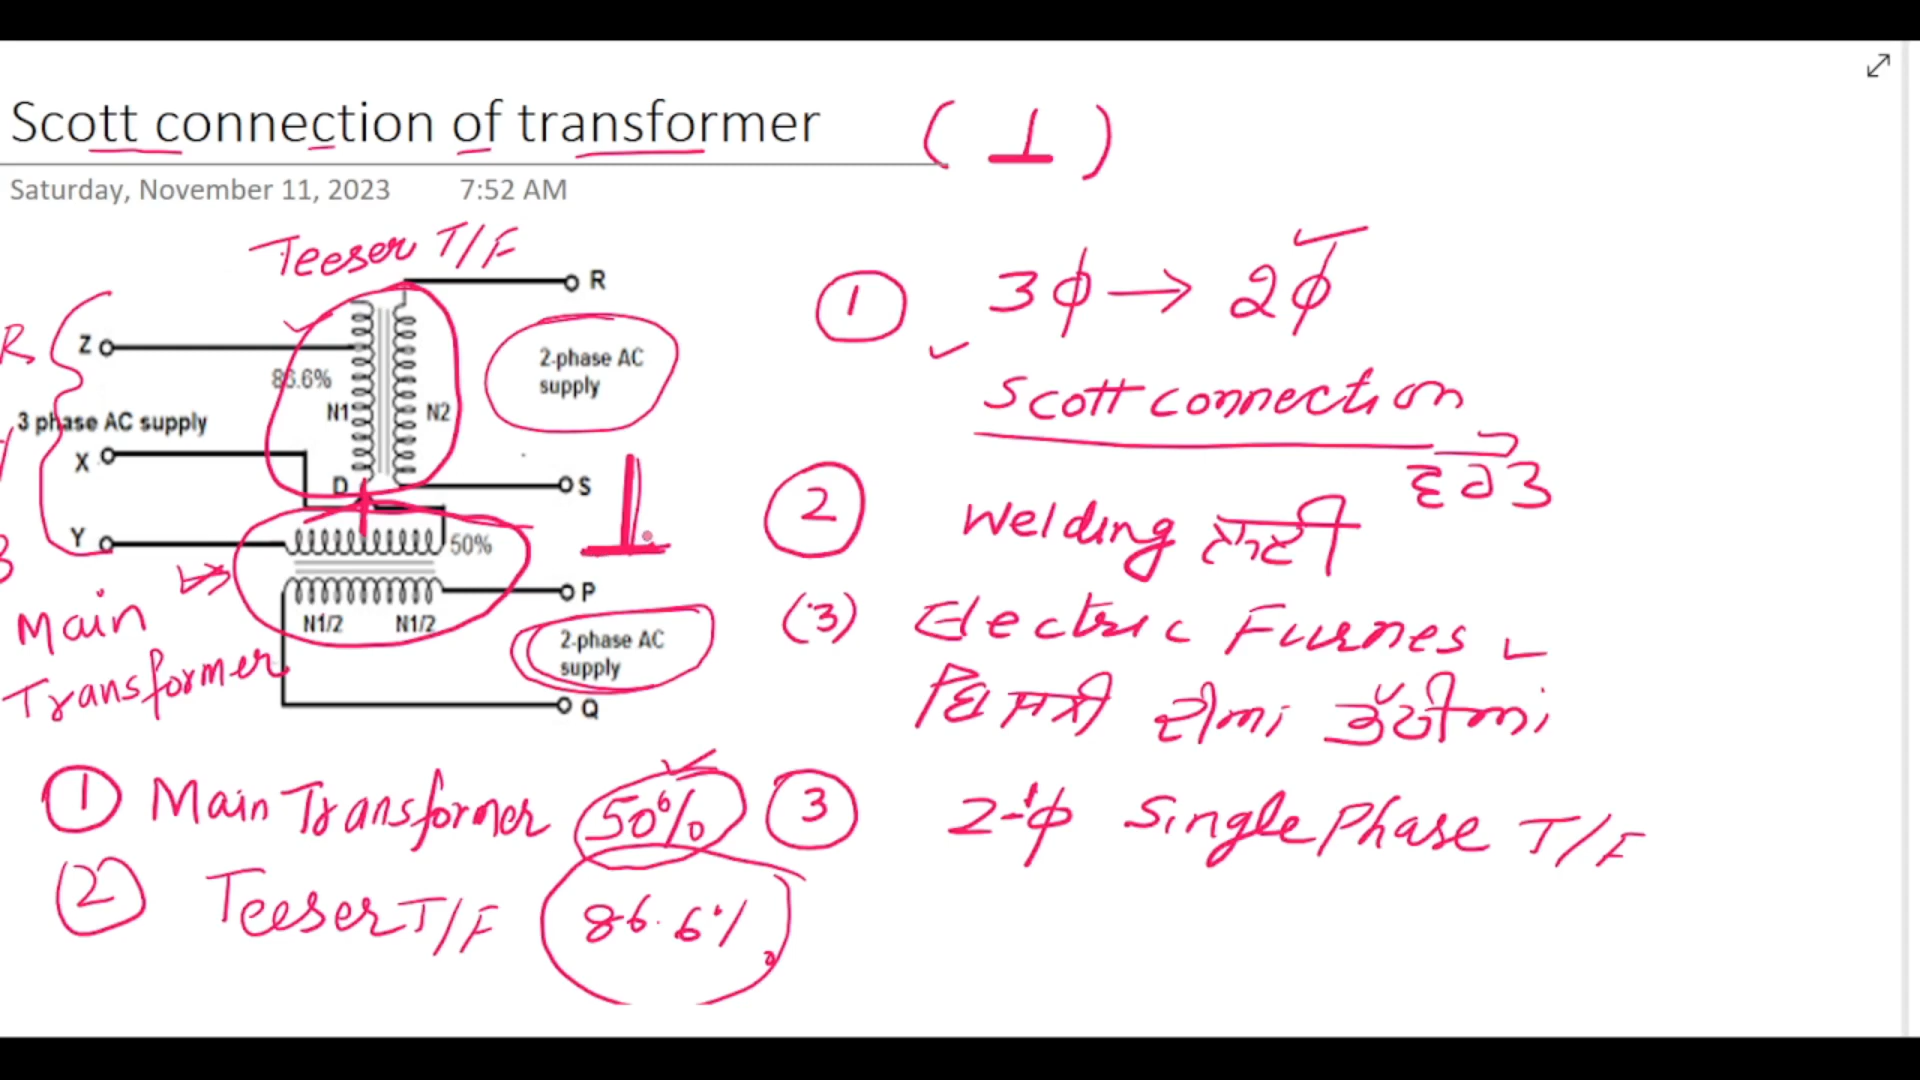 Scott connection of transformer (⊥)
Saturday, November 11, 2023 7:52 AM
Teeser T/F
R
Z
R
86.6%
2-phase AC
supply
N1 N2
3 phase AC supply
X
D
S
Y
50%
B
P
N1/2 N1/2
2-phase AC
supply
Q
Main
Transformer
① Main Transformer 50%
② Teeser T/F 86.6%
① 3ϕ → 2ϕ
Scott connection
② Welding
(3) Electric Furnes
③ 2-ϕ Single Phase T/F